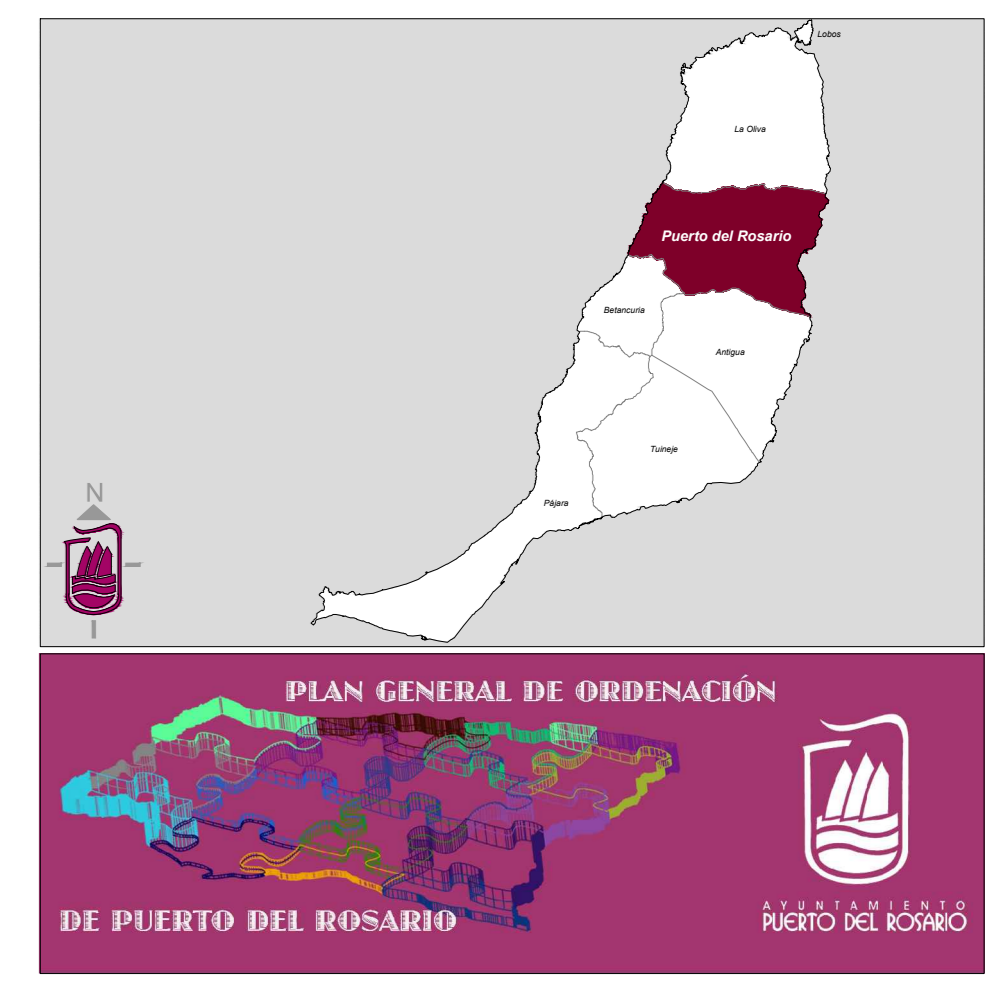 Lobos
La Oliva
Puerto del Rosario
Betancuria
Antigua
Tuineje
Pájara
N
PLAN GENERAL DE ORDENACIÓN
DE PUERTO DEL ROSARIO
AYUNTAMIENTO
PUERTO DEL ROSARIO